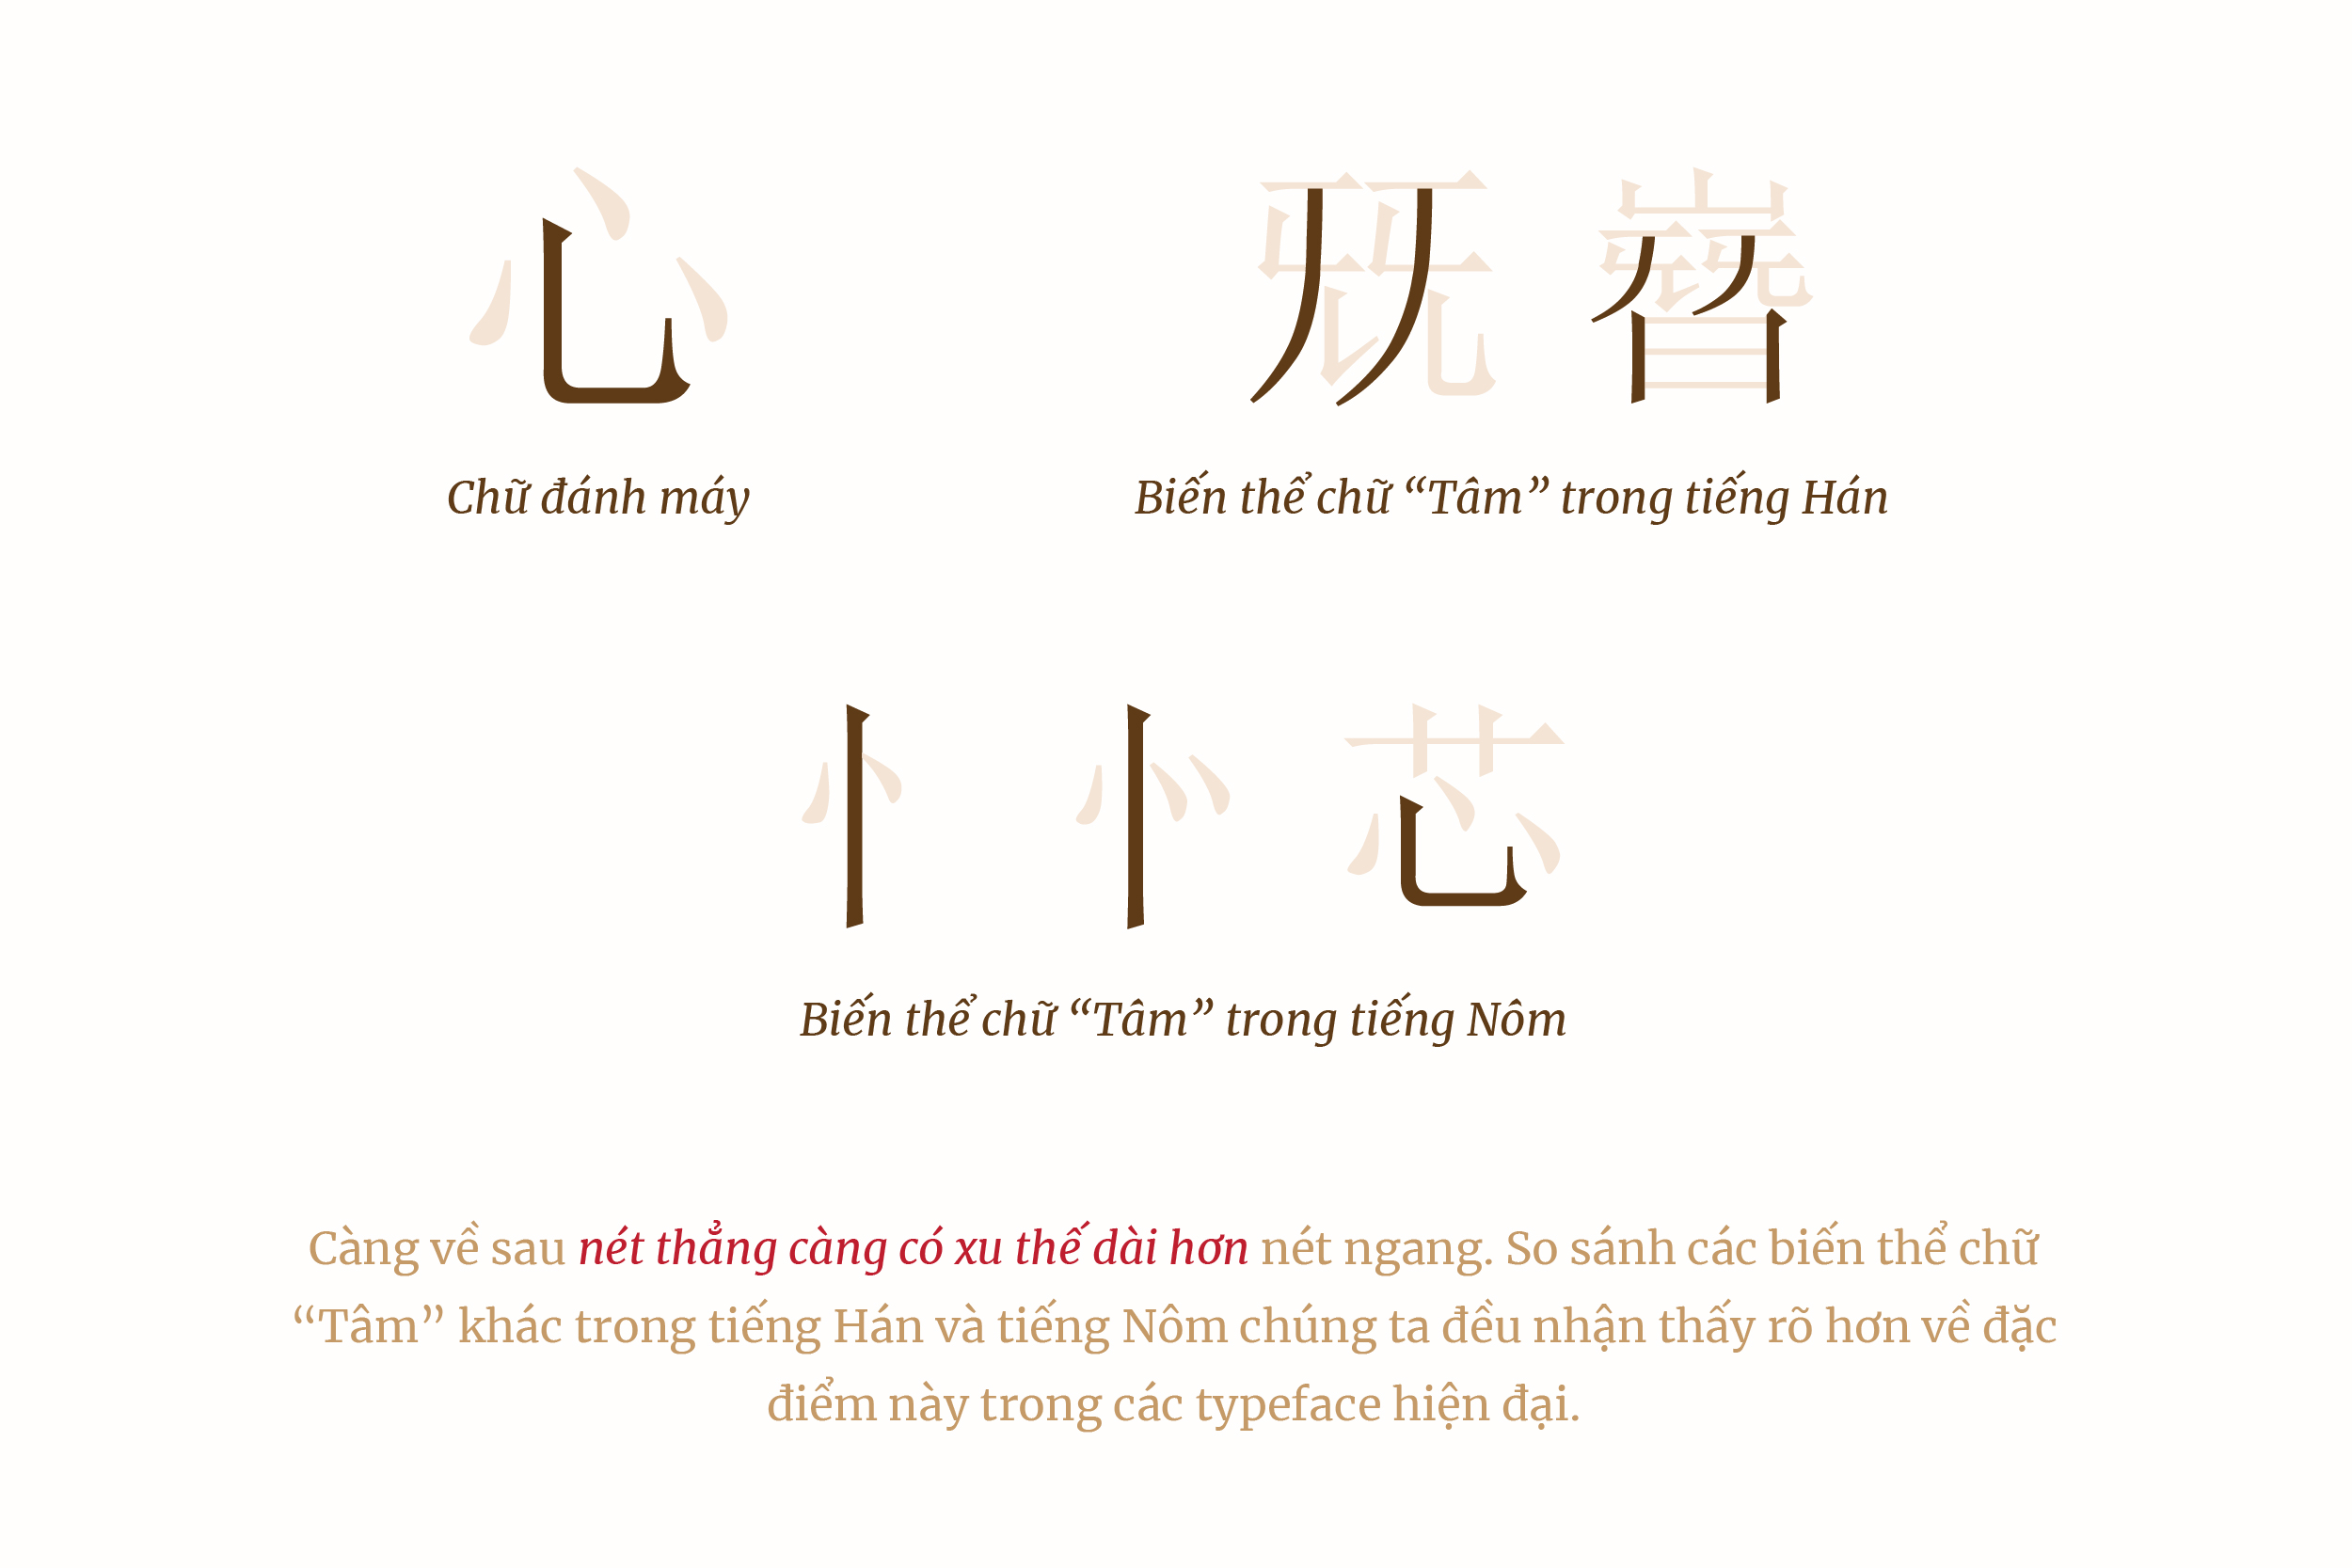 心 兓 嶜
Chữ đánh máy
Biến thể chữ “Tâm” trong tiếng Hán
忄 ⺗ 芯
Biến thể chữ “Tâm” trong tiếng Nôm
Càng về sau nét thẳng càng có xu thế dài hơn nét ngang. So sánh các biến thể chữ
“Tâm” khác trong tiếng Hán và tiếng Nôm chúng ta đều nhận thấy rõ hơn về đặc
điểm này trong các typeface hiện đại.